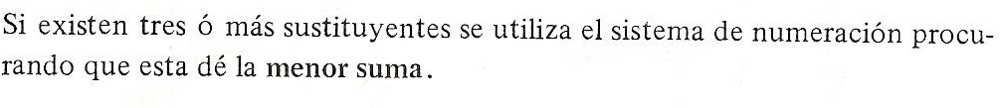 Si existen tres ó más sustituyentes se utiliza el sistema de numeración procu-
rando que esta dé la menor suma.